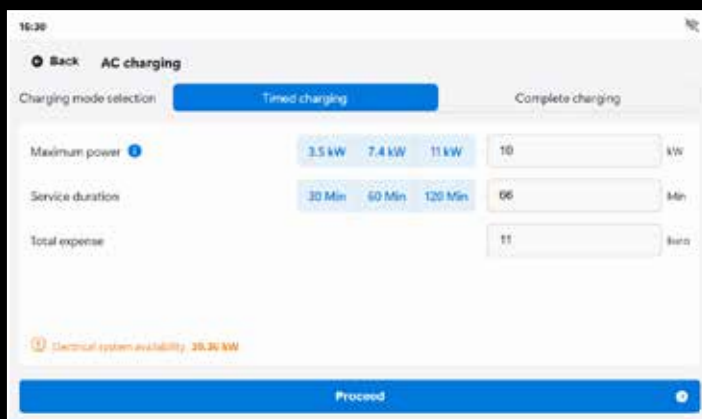 16:30
Back AC charging
Charging mode selection Timed charging Complete charging
Maximum power 3.5 kW 7.4 kW 11 kW 10 kW
Service duration 30 Min 60 Min 120 Min 66 Min
Total expense 11 Euro
Electrical system availability
Proceed